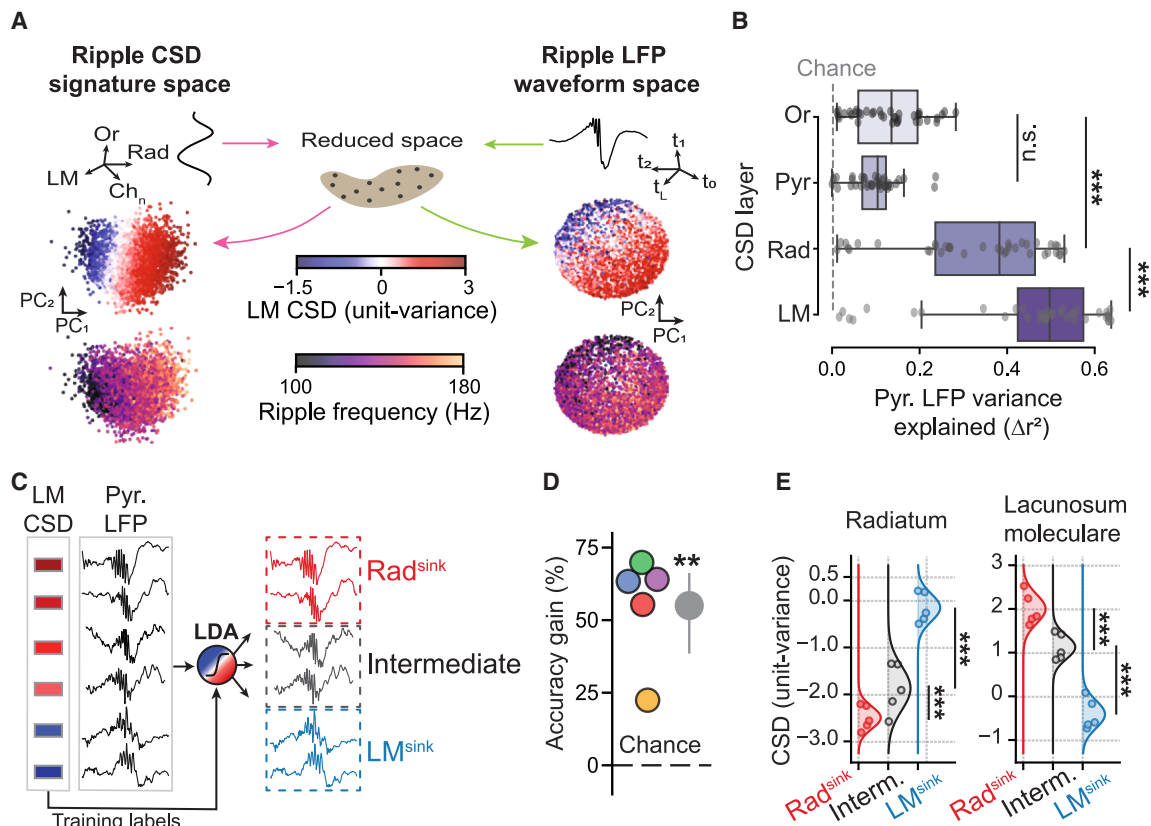 A
Ripple CSD
signature space
Ripple LFP
waveform space
Or
Rad
LM
Chn
Reduced space
t₁
t₂
t₀
tL
PC₂
PC₁
−1.5 0 3
LM CSD (unit-variance)
PC₂
PC₁
100 180
Ripple frequency (Hz)
B
Chance
Or
Pyr
Rad
LM
CSD layer
n.s.
***
***
0.0 0.2 0.4 0.6
Pyr. LFP variance
explained (Δr²)
C
LM
CSD
Pyr.
LFP
LDA
Radsink
Intermediate
LMsink
Training labels
D
Accuracy gain (%)
75
50
25
0
**
Chance
E
Radiatum
CSD (unit-variance)
0.5
0.0
−1.0
−2.0
−3.0
***
***
Radsink
Interm.
LMsink
Lacunosum
moleculare
3
2
1
0
−1
***
***
Radsink
Interm.
LMsink